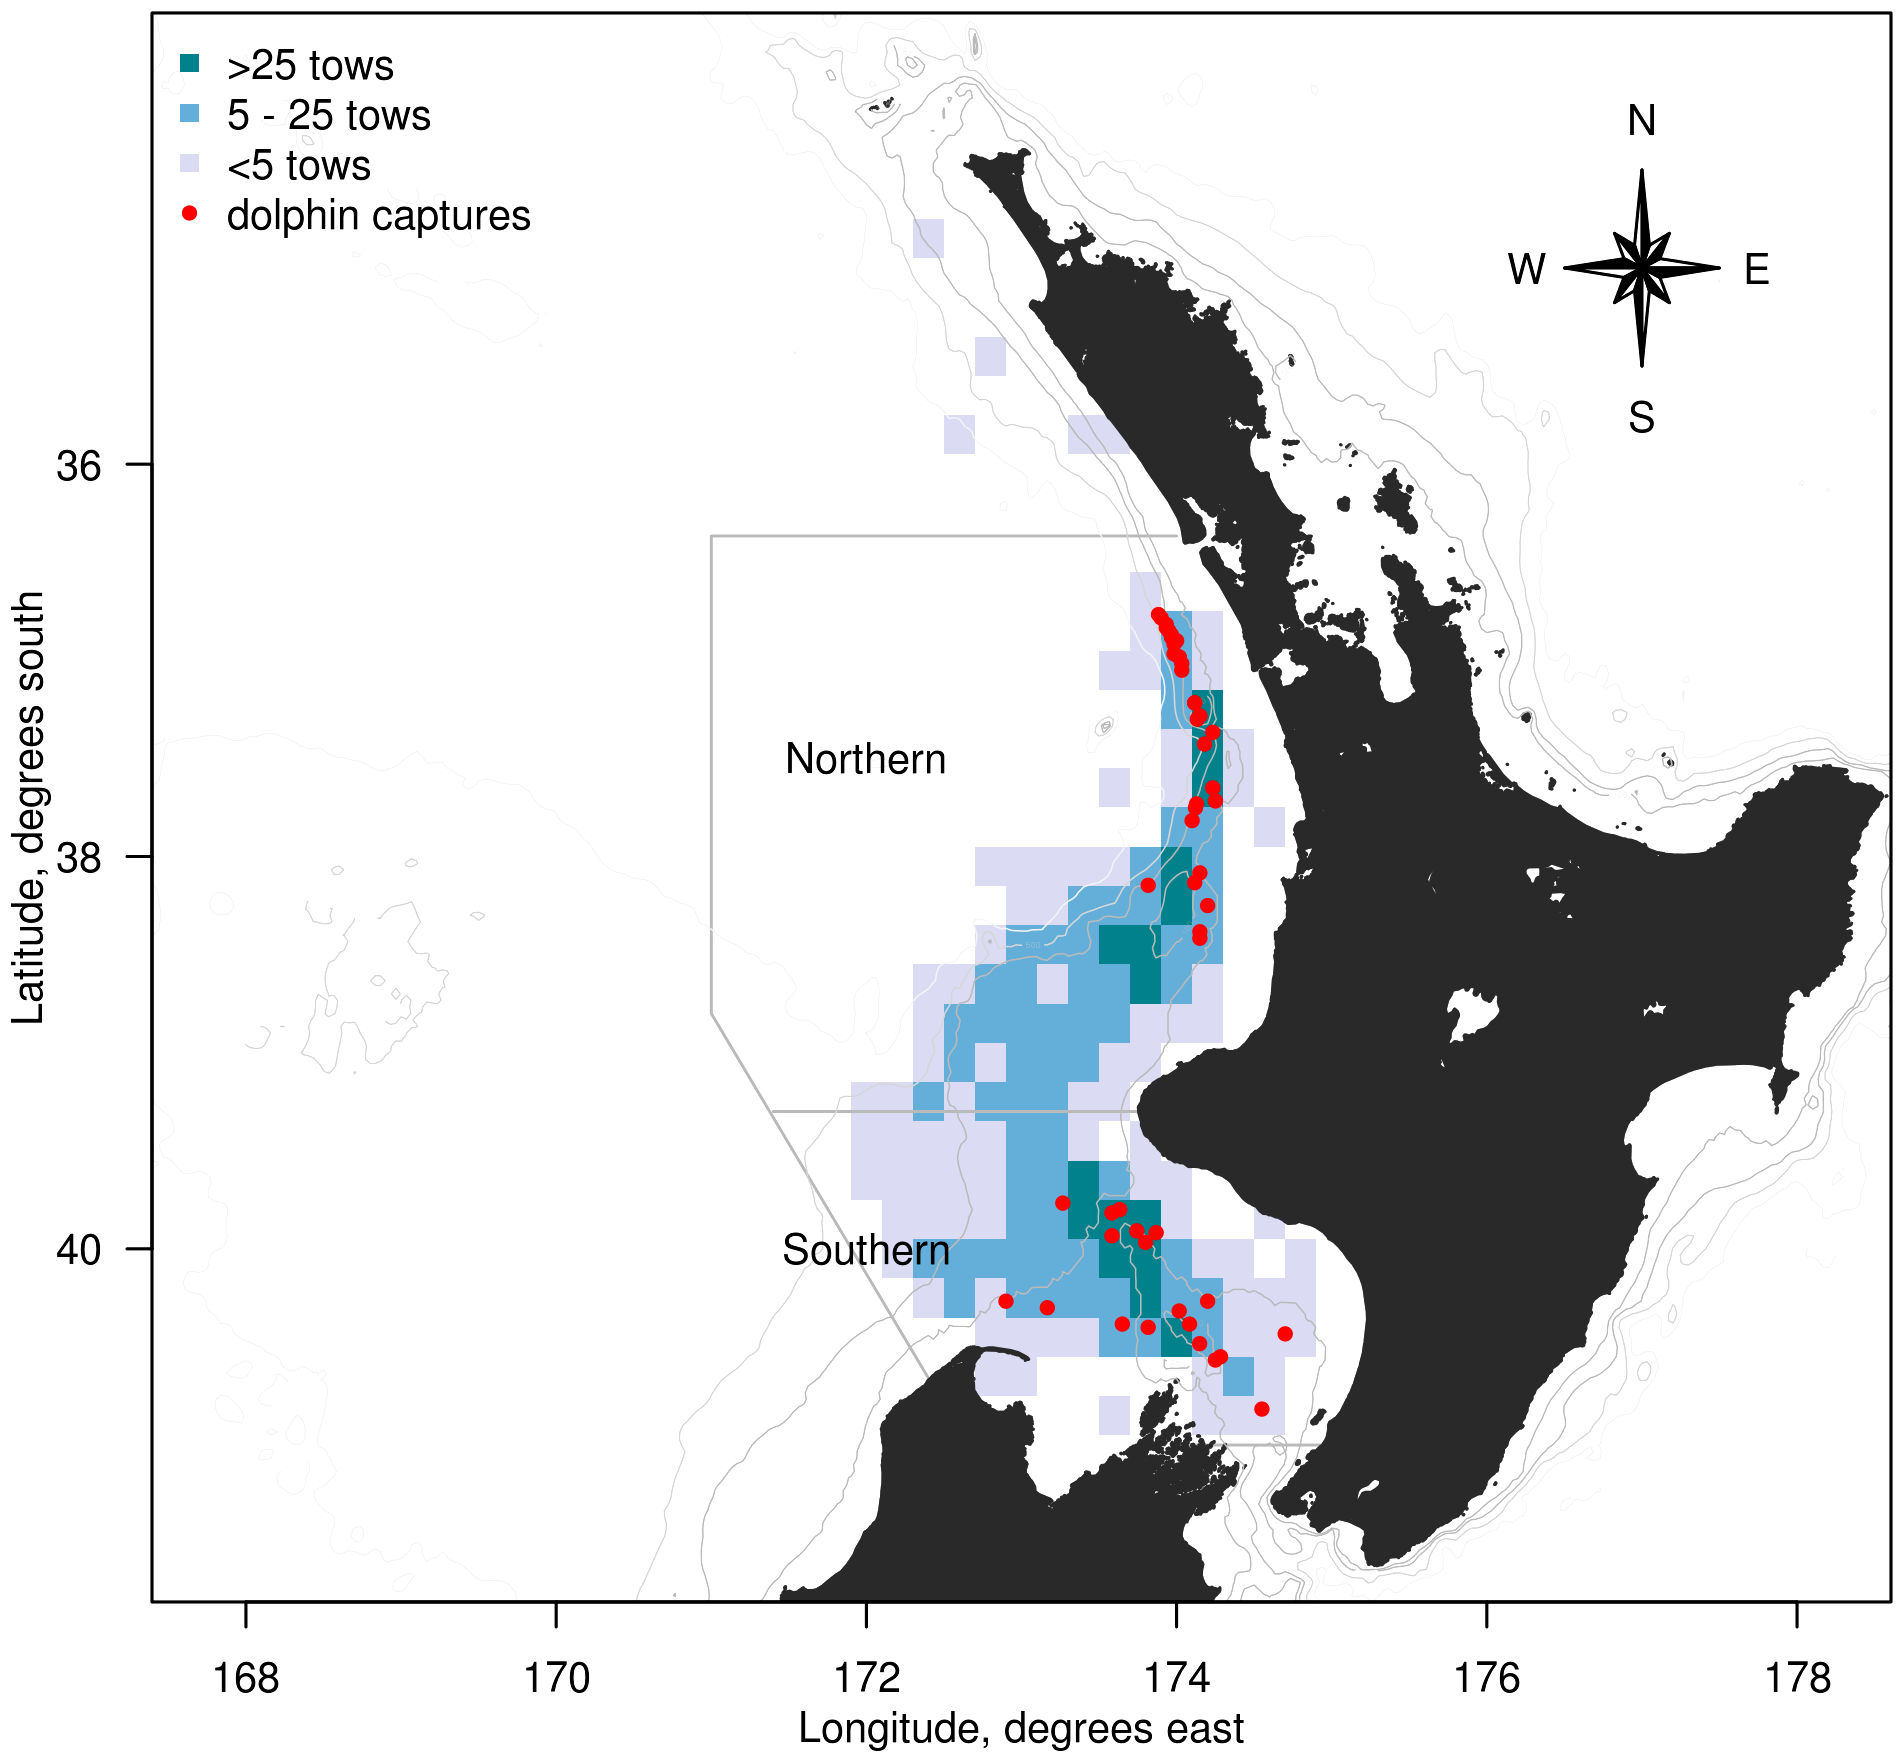 >25 tows
5 - 25 tows
<5 tows
dolphin captures
N
W
E
S
36
38
40
Latitude, degrees south
Northern
500
Southern
168
170
172
174
176
178
Longitude, degrees east